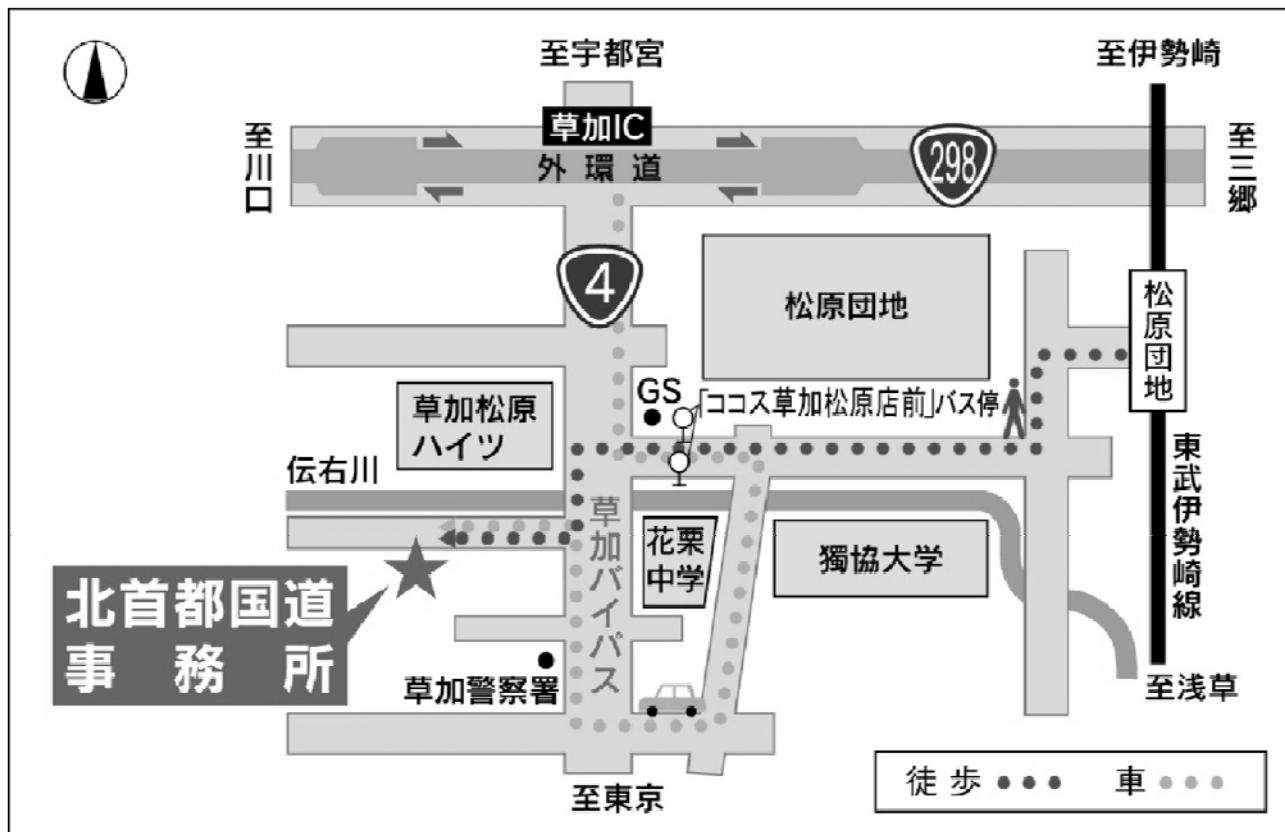 至宇都宮
至伊勢崎
草加IC
外環道
298
至川口
至三郷
4
松原団地
松原団地
草加松原
ハイツ
GS
「ココス草加松原店前」バス停
伝右川
草加バイパス
花栗
中学
獨協大学
東武伊勢崎線
北首都国道
事務所
草加警察署
至浅草
至東京
徒歩
車